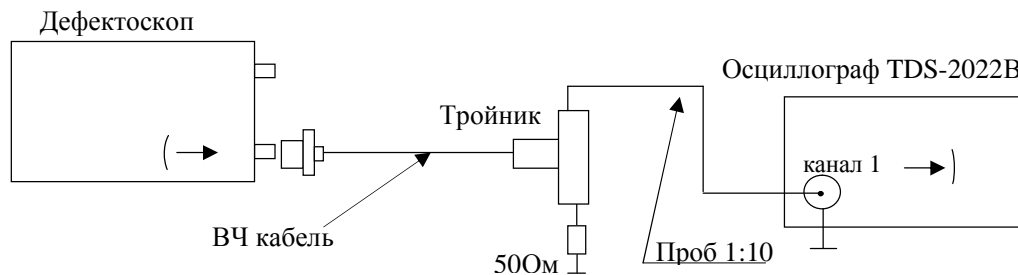 Дефектоскоп
Осциллограф TDS-2022B
Тройник
канал 1
ВЧ кабель
Проб 1:10
50Ом